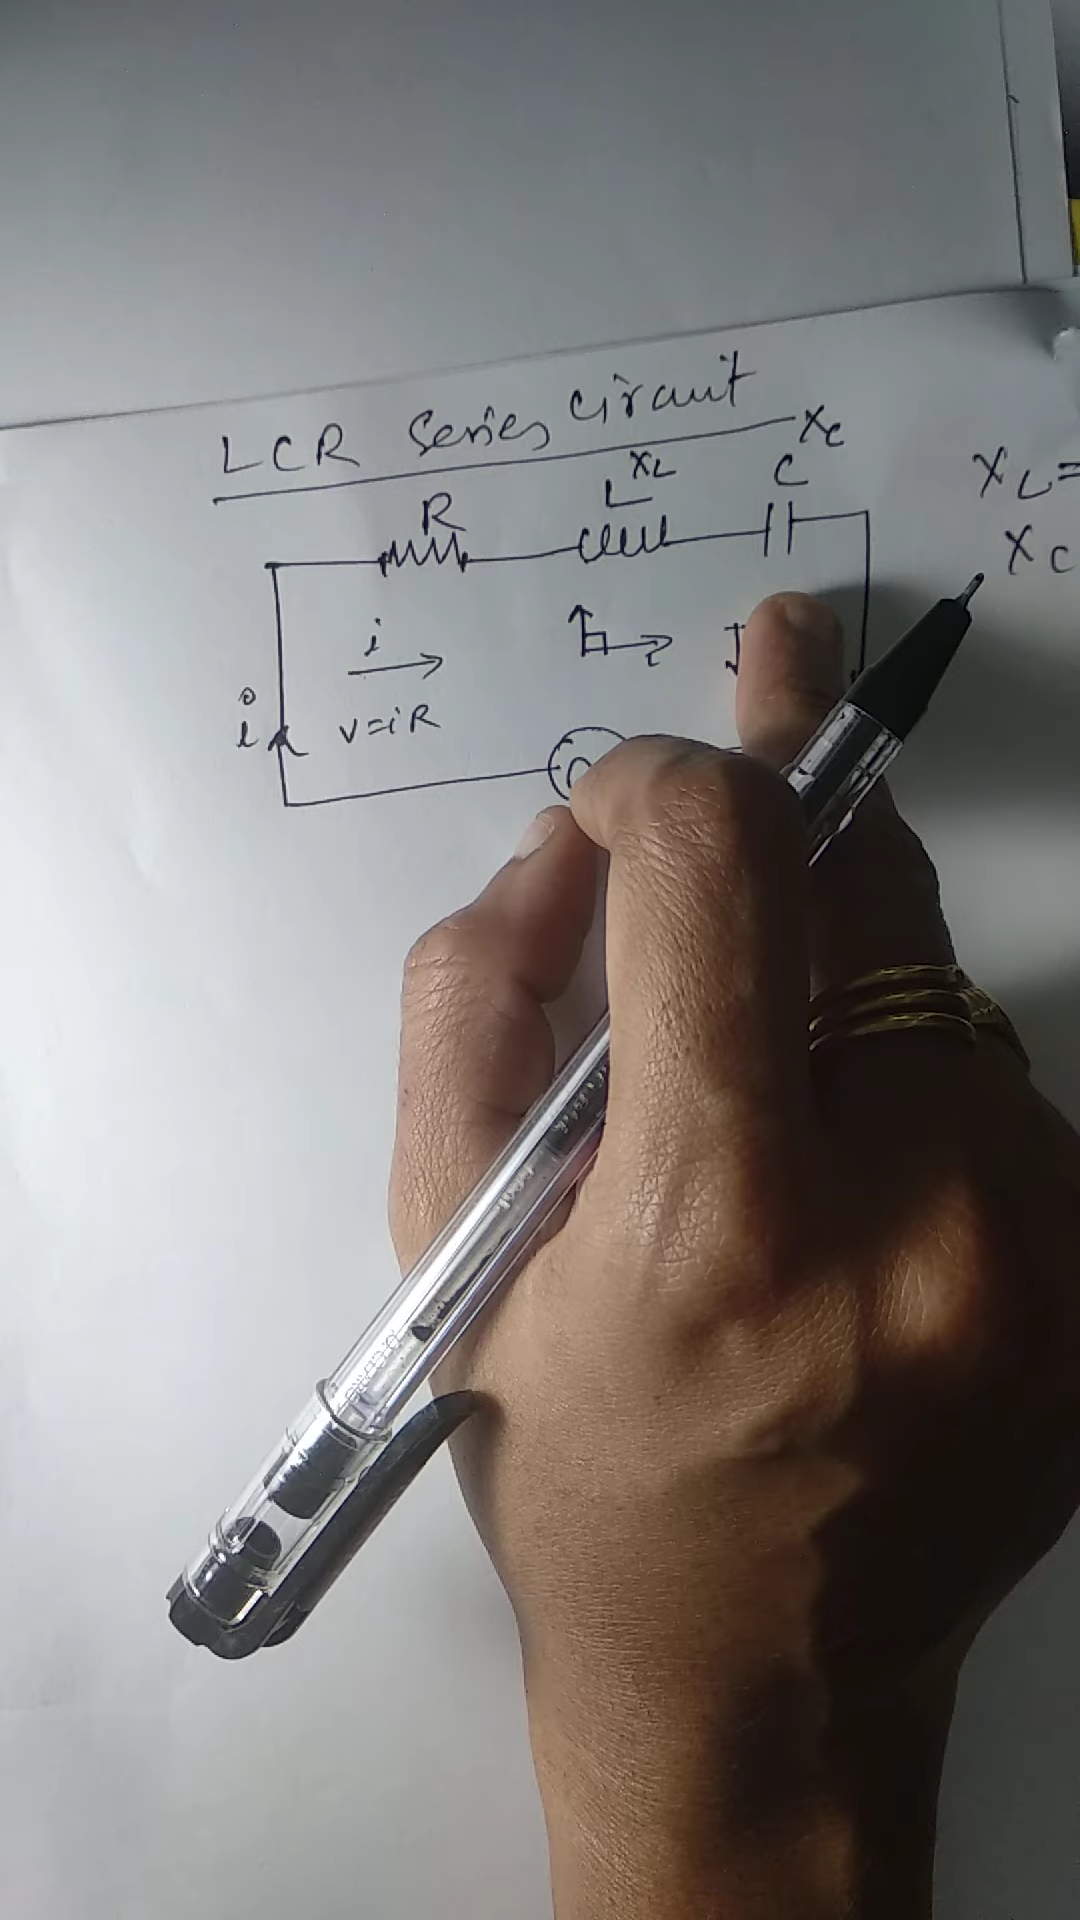 LCR Series Circuit
R L XL C XC
XL=
XC
i
i
V=iR